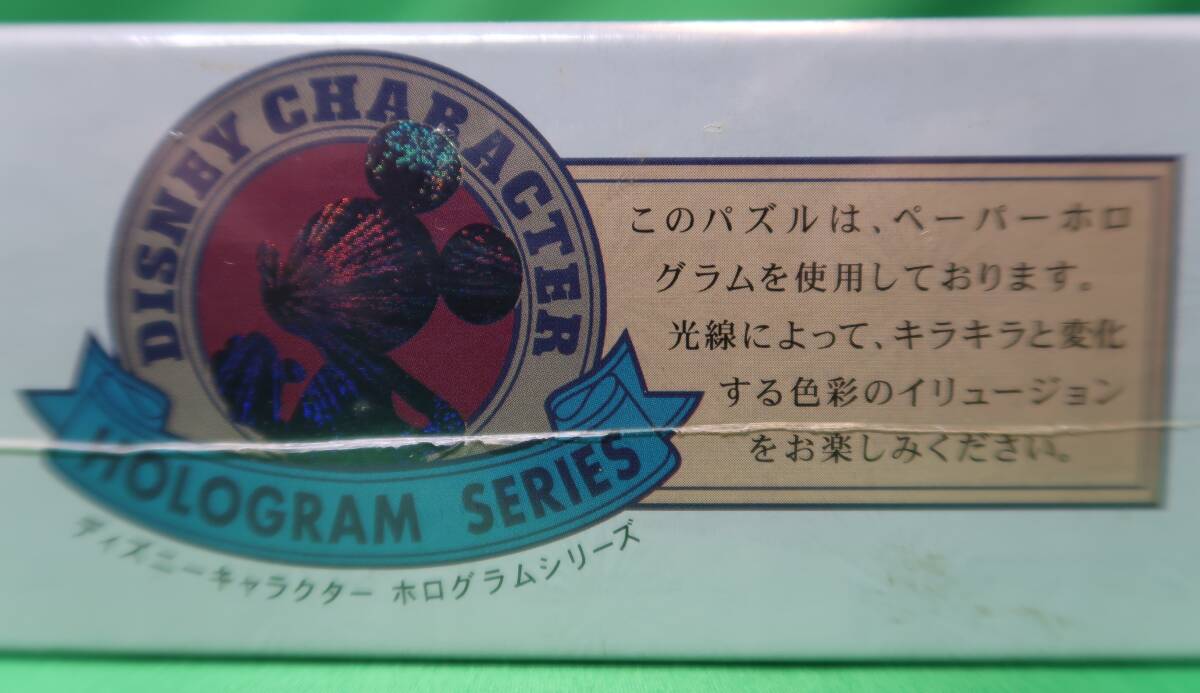 DISNEY CHARACTER
HOLOGRAM SERIES
ディズニーキャラクター ホログラムシリーズ
このパズルは、ペーパーホロ
グラムを使用しております。
光線によって、キラキラと変化
する色彩のイリュージョン
をお楽しみください。